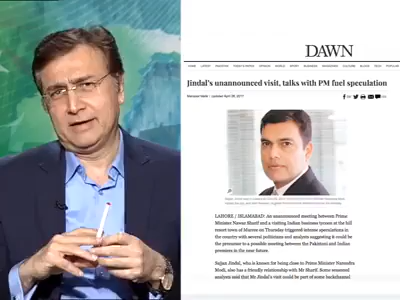 DAWN
Jindal's unannounced visit, talks with PM fuel speculation
LAHORE / ISLAMABAD: An unannounced meeting between Prime
Minister Nawaz Sharif and a visiting Indian business tycoon at the hill
resort town of Murree on Thursday triggered intense speculations in
the country with several politicians and analysts suggesting it could be
the precursor to a possible meeting between the Pakistani and Indian
premiers in the near future.
Sajjan Jindal, who is known for being close to Prime Minister Narendra
Modi, also has a friendly relationship with Mr Sharif. Some seasoned
analysts said that Mr Jindal's visit could be part of some backchannel